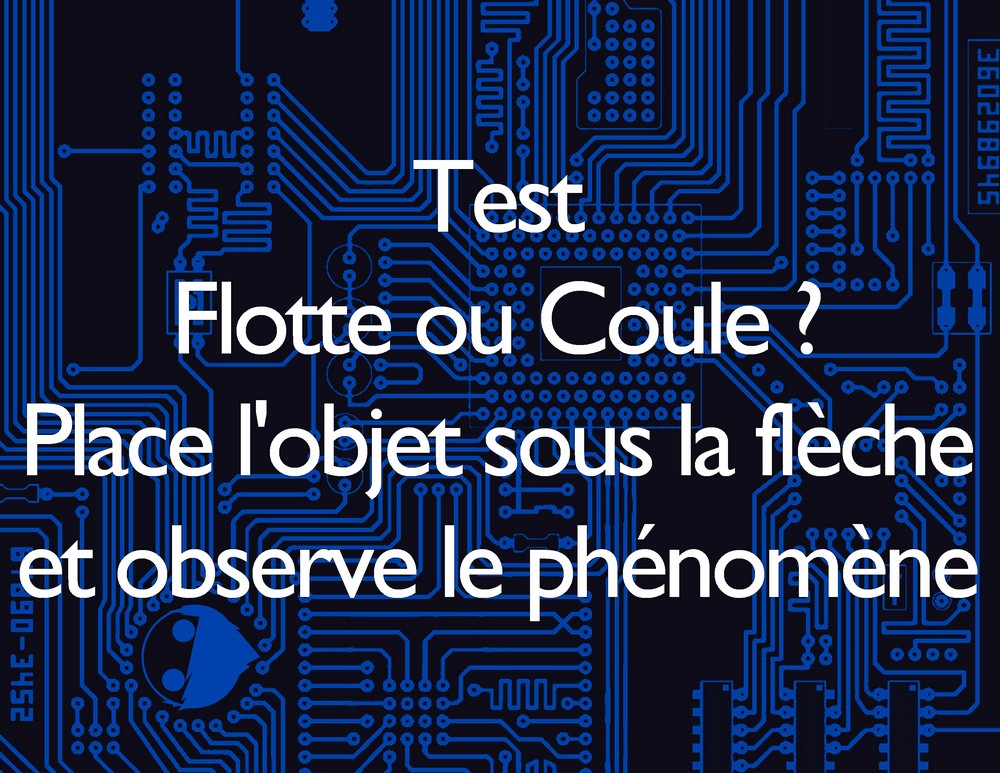 Test
Flotte ou Coule ?
Place l'objet sous la flèche
et observe le phénomène